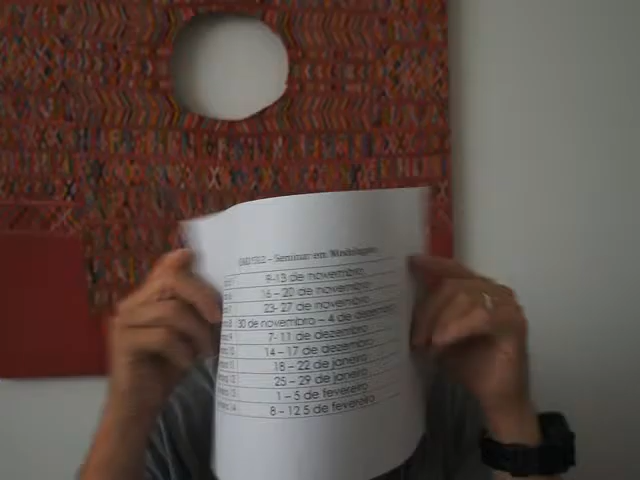 – Seminar em
9-13 de novembro
16 – 20 de novembro
23- 27 de novembro
30 de novembro – 4 de dezembro
7- 11 de dezembro
14 – 17 de dezembro
18 – 22 de janeiro
25 – 29 de janeiro
1 – 5 de fevereiro
8 – 12 5 de fevereiro